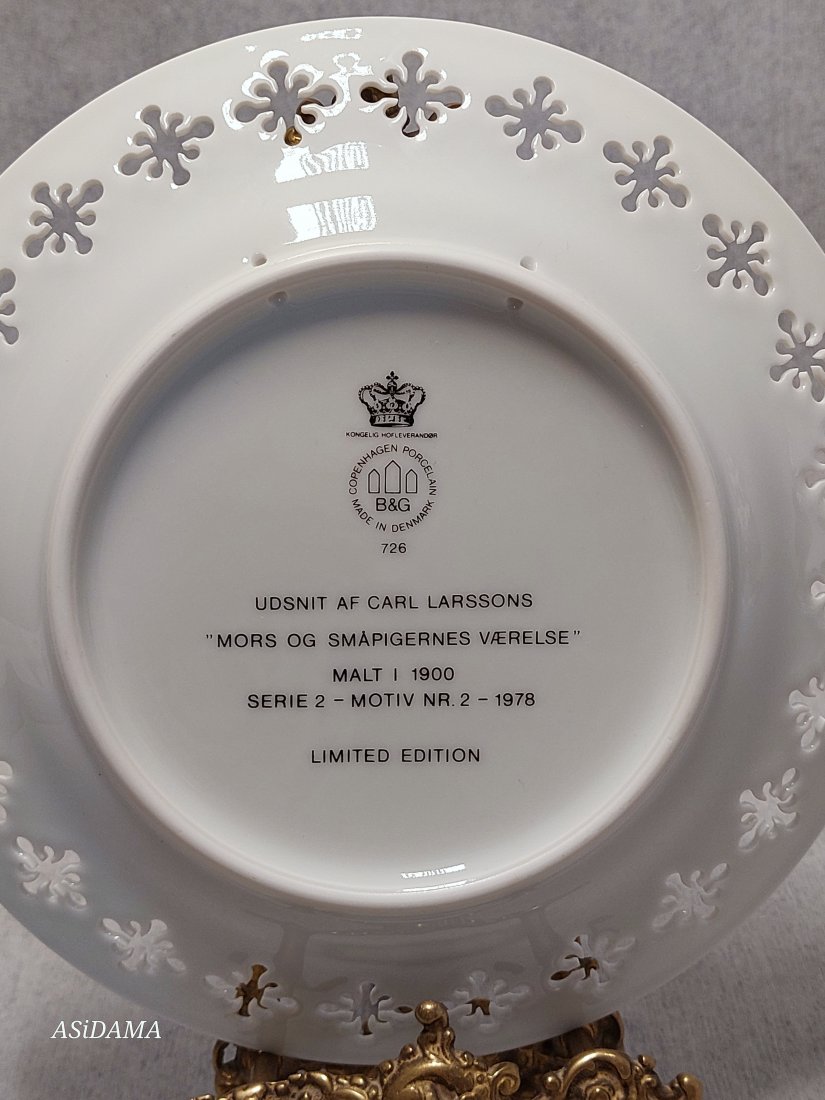 KONGELIG HOFLEVERANDØR
COPENHAGEN PORCELAIN
B&G
MADE IN DENMARK
726
UDSNIT AF CARL LARSSONS
”MORS OG SMÅPIGERNES VÆRELSE”
MALT I 1900
SERIE 2 – MOTIV NR. 2 – 1978
LIMITED EDITION
ASiDAMA